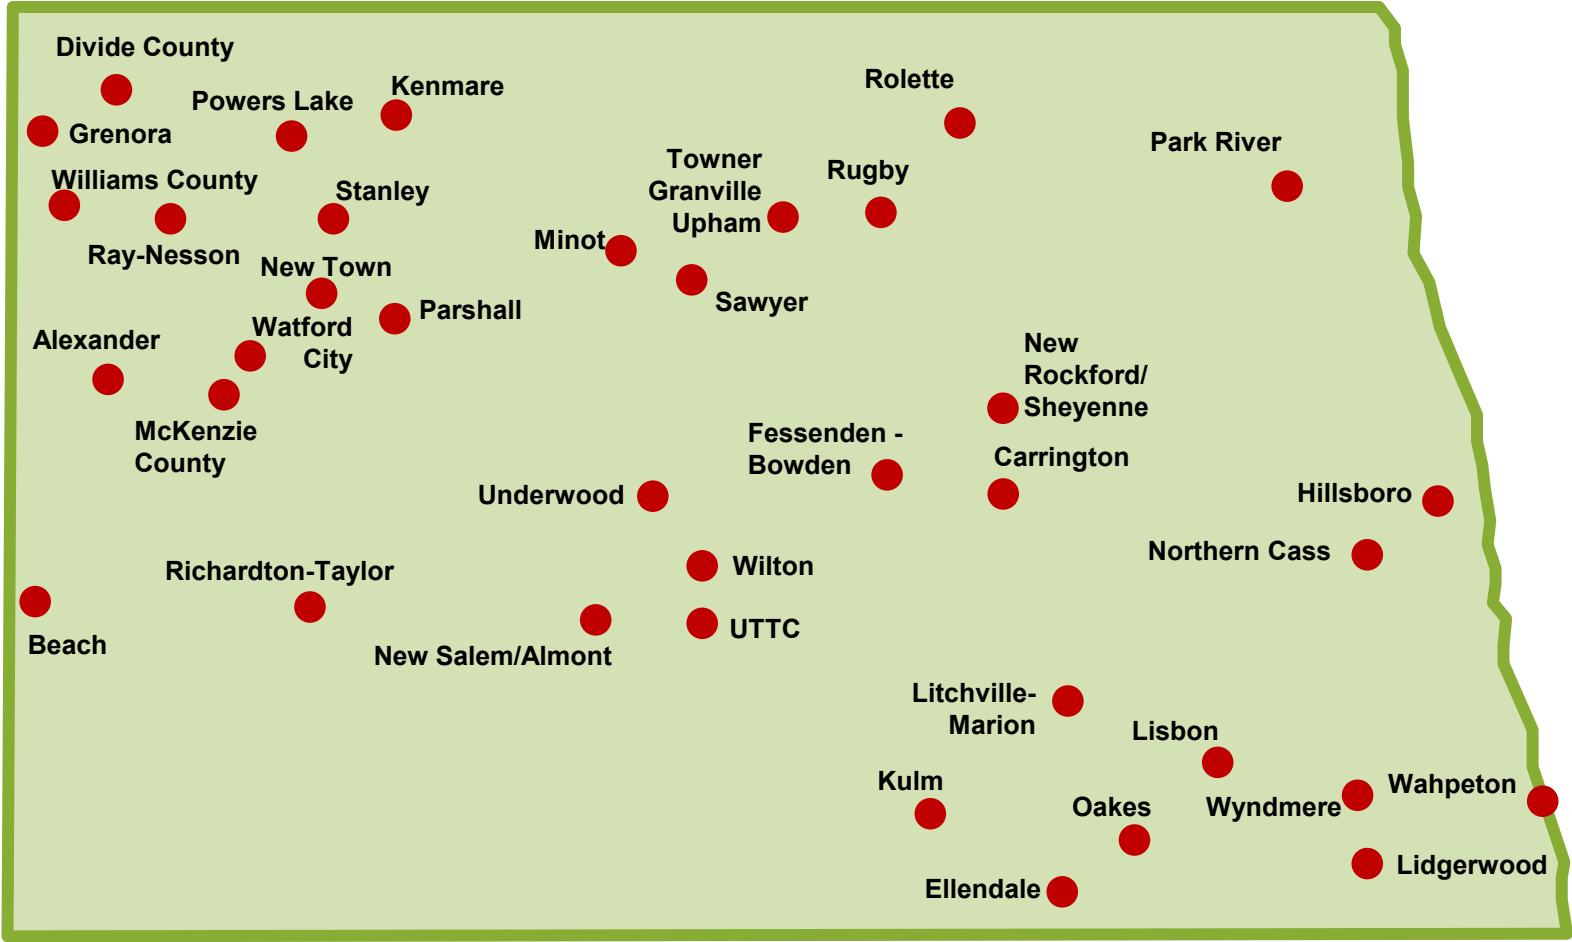 Divide County
Powers Lake
Kenmare
Rolette
Grenora
Park River
Williams County
Stanley
Towner
Granville
Upham
Rugby
Ray-Nesson
New Town
Minot
Sawyer
Parshall
Watford
City
Alexander
McKenzie
County
New
Rockford/
Sheyenne
Fessenden -
Bowden
Carrington
Underwood
Hillsboro
Northern Cass
Wilton
Richardton-Taylor
Beach
UTTC
New Salem/Almont
Litchville-
Marion
Lisbon
Kulm
Oakes
Wyndmere
Wahpeton
Ellendale
Lidgerwood